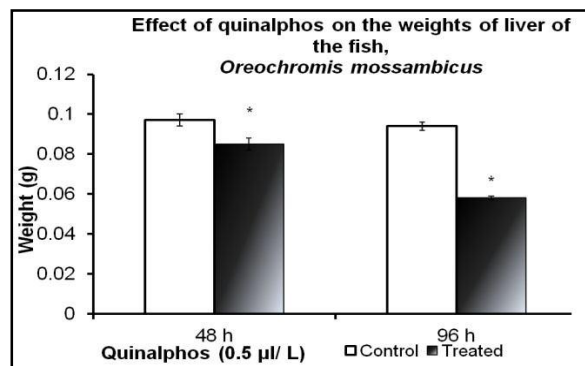 Effect of quinalphos on the weights of liver of
the fish,
Oreochromis mossambicus
0.12
0.1
0.08
0.06
0.04
0.02
0
Weight (g)
*
*
48 h
96 h
Quinalphos (0.5 µl/ L)
Control
Treated